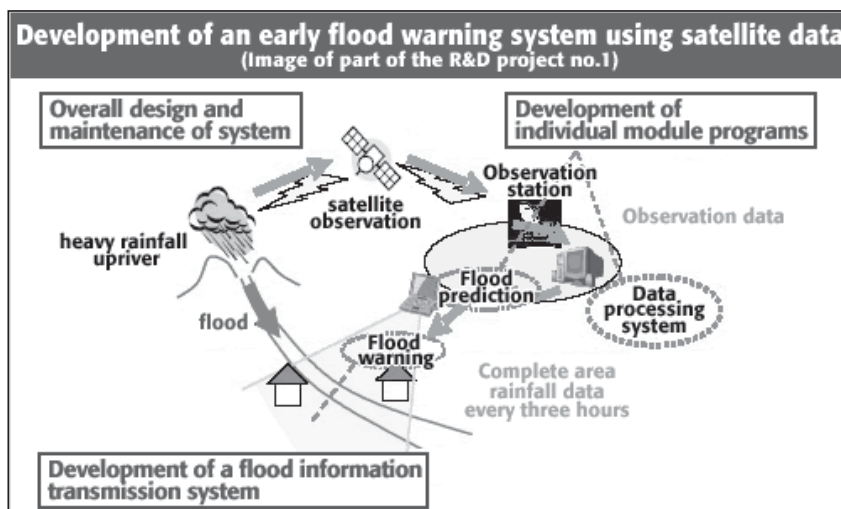 Development of an early flood warning system using satellite data
(Image of part of the R&D project no.1)
Overall design and
maintenance of system
Development of
individual module programs
satellite
observation
Observation
station
Observation data
heavy rainfall
upriver
Flood
prediction
Data
processing
system
flood
Flood
warning
Complete area
rainfall data
every three hours
Development of a flood information
transmission system